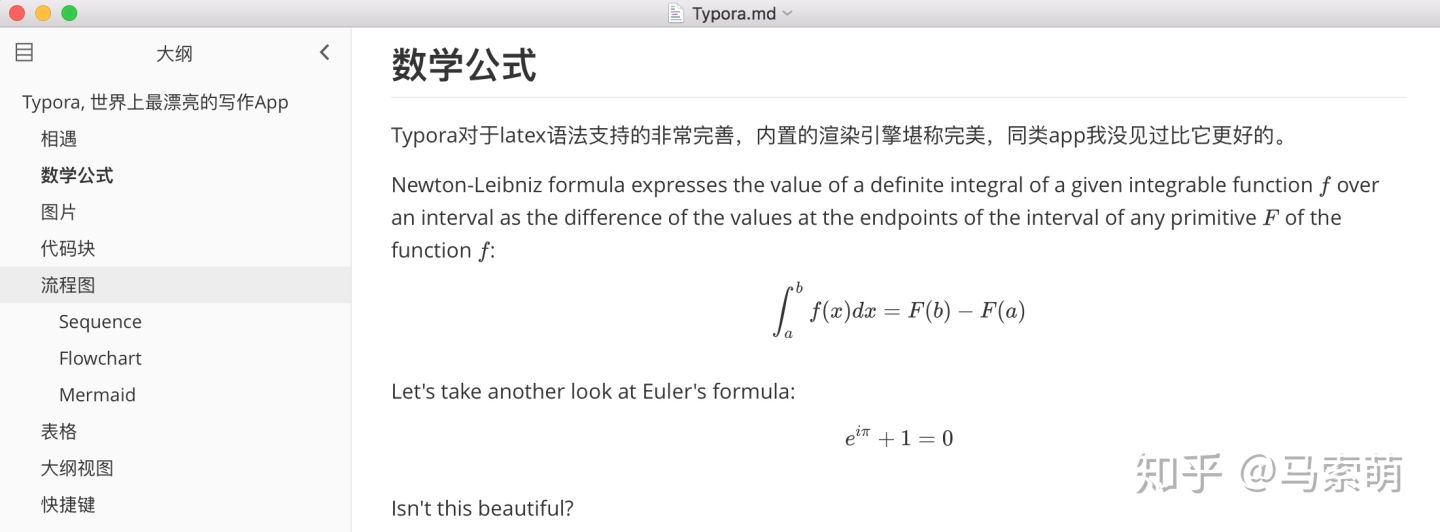 Typora.md
大纲
Typora, 世界上最漂亮的写作App
相遇
数学公式
图片
代码块
流程图
Sequence
Flowchart
Mermaid
表格
大纲视图
快捷键
数学公式
Typora对于latex语法支持的非常完善，内置的渲染引擎堪称完美，同类app我没见过比它更好的。
Newton-Leibniz formula expresses the value of a definite integral of a given integrable function f over
an interval as the difference of the values at the endpoints of the interval of any primitive F of the
function f:
∫_a^b f(x)dx = F(b) − F(a)
Let's take another look at Euler's formula:
e^{iπ} + 1 = 0
Isn't this beautiful?
知乎 @马索萌